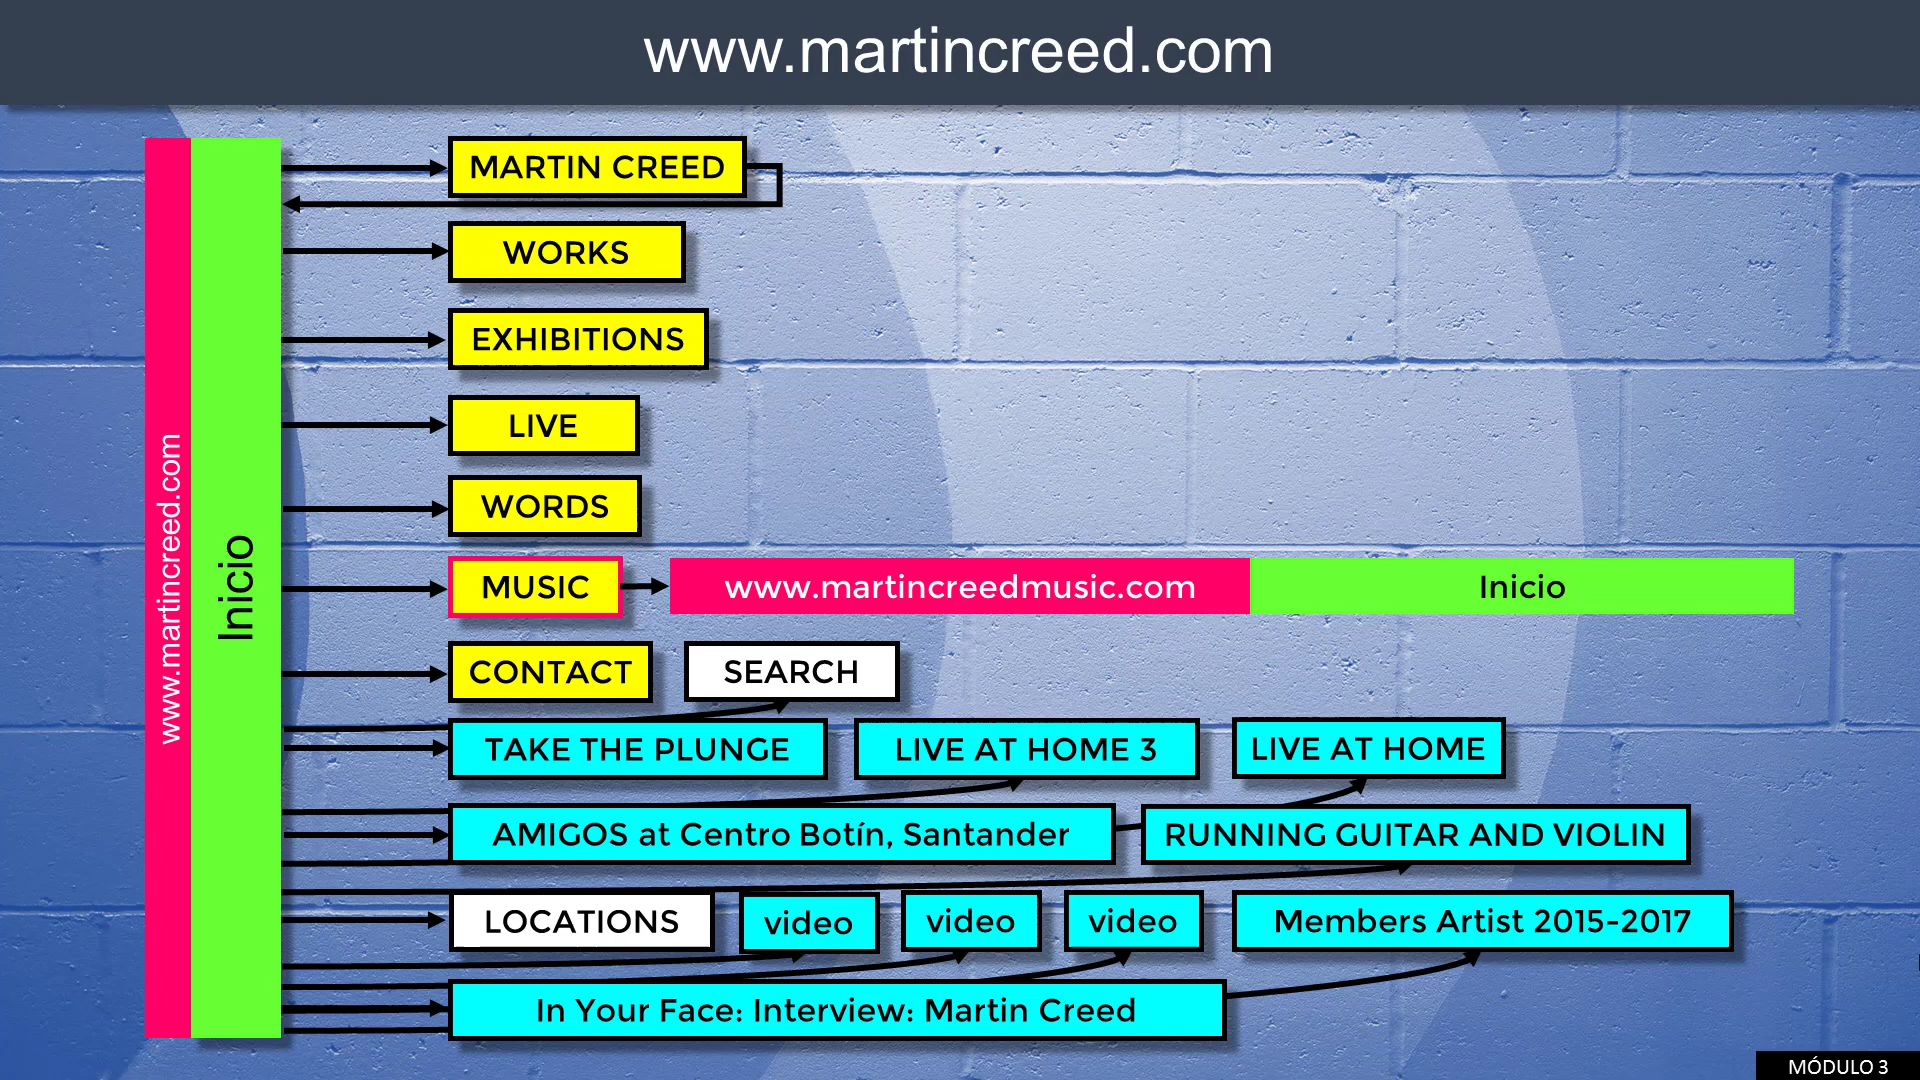 www.martincreed.com
www.martincreed.com
Inicio
MARTIN CREED
WORKS
EXHIBITIONS
LIVE
WORDS
MUSIC
www.martincreedmusic.com
Inicio
CONTACT
SEARCH
TAKE THE PLUNGE
LIVE AT HOME 3
LIVE AT HOME
AMIGOS at Centro Botín, Santander
RUNNING GUITAR AND VIOLIN
LOCATIONS
video
video
video
Members Artist 2015-2017
In Your Face: Interview: Martin Creed
MÓDULO 3